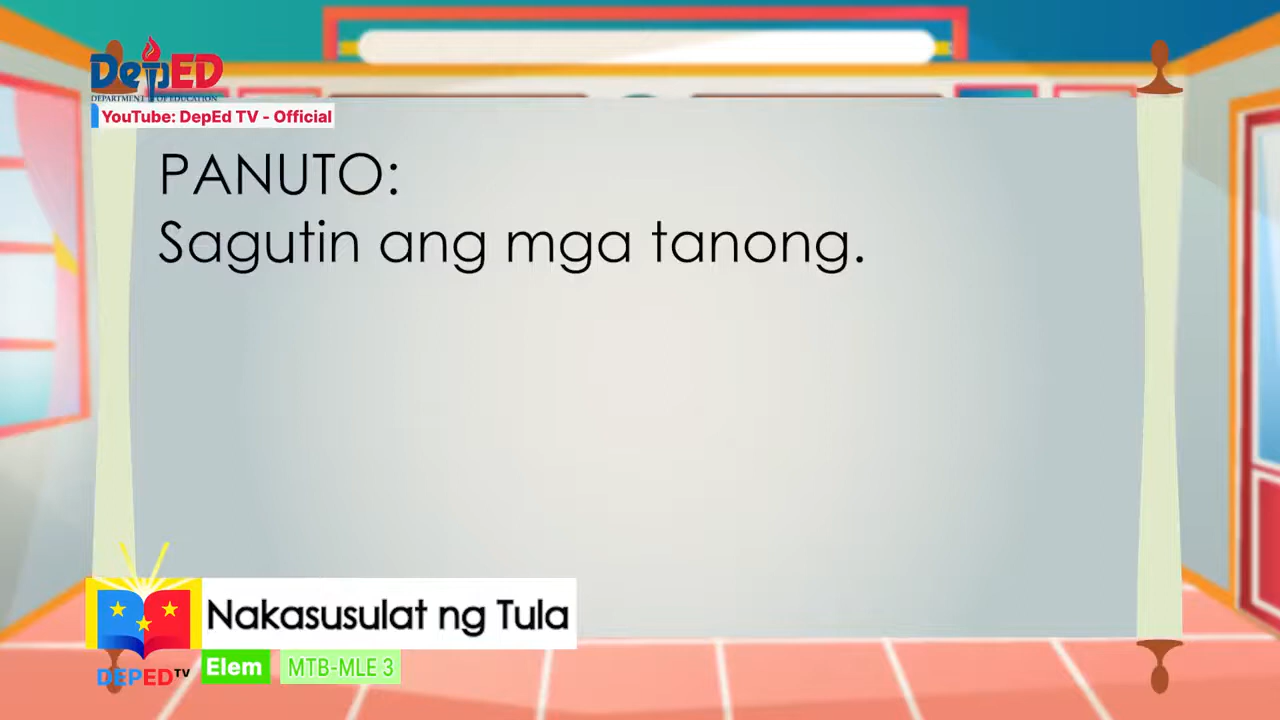 DepED
DEPARTMENT OF EDUCATION
YouTube: DepEd TV - Official
PANUTO:
Sagutin ang mga tanong.
Nakasusulat ng Tula
DEPED TV
Elem
MTB-MLE 3